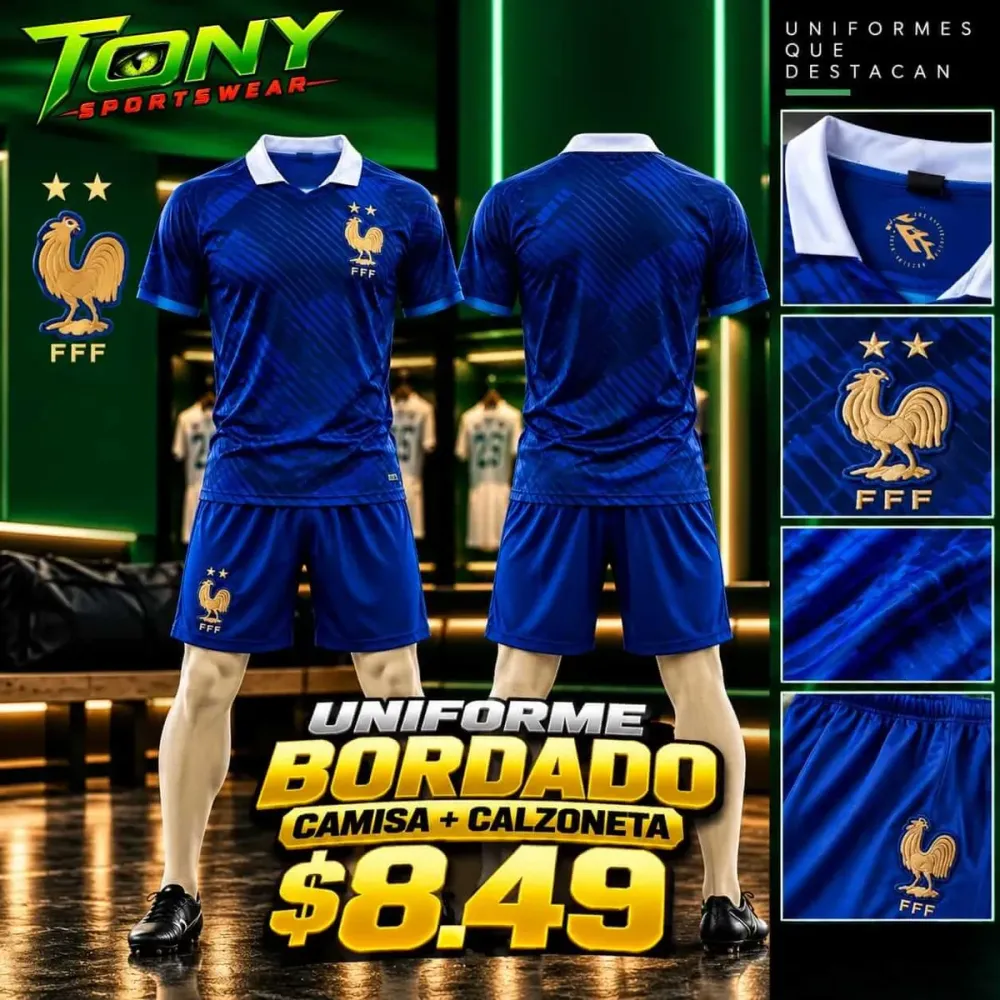 TONY
SPORTSWEAR
UNIFORMES
QUE
DESTACAN
FFF
FFF
FFF
FFF
FFF
UNIFORME
BORDADO
CAMISA + CALZONETA
$8.49